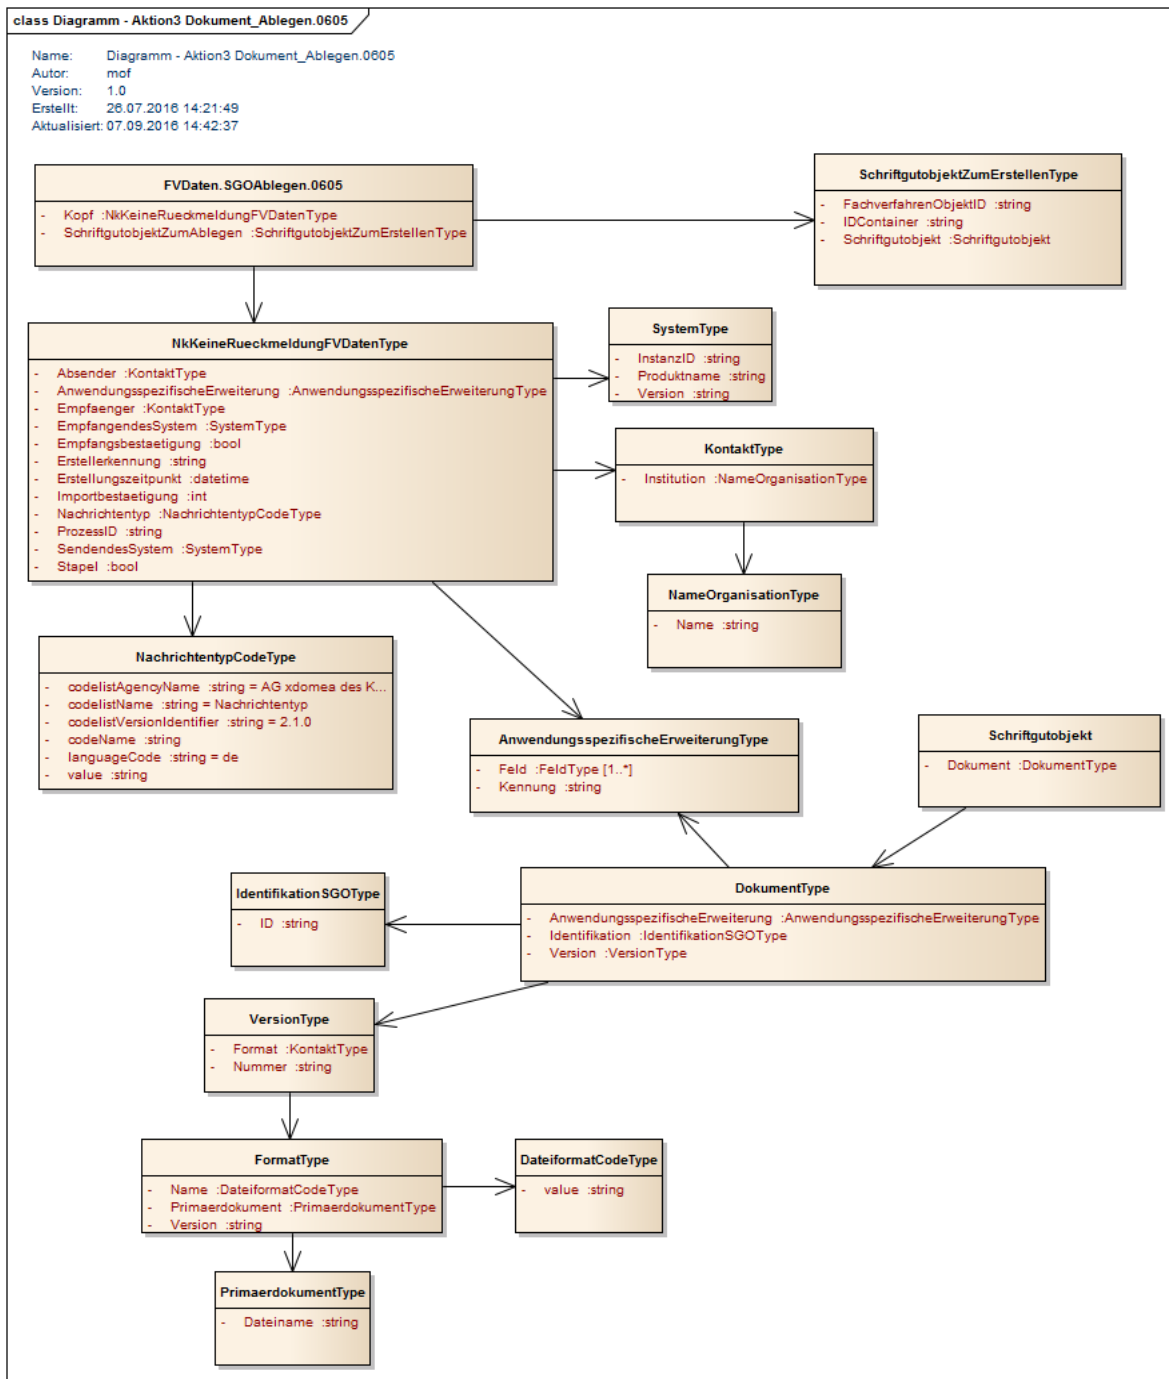 class Diagramm - Aktion3 Dokument_Ablegen.0605
Name: Diagramm - Aktion3 Dokument_Ablegen.0605
Autor: mof
Version: 1.0
Erstellt: 26.07.2016 14:21:49
Aktualisiert: 07.09.2016 14:42:37
FVDaten.SGOAblegen.0605
- Kopf :NkKeineRueckmeldungFVDatenType
- SchriftgutobjektZumAblegen :SchriftgutobjektZumErstellenType
SchriftgutobjektZumErstellenType
- FachverfahrenObjektID :string
- IDContainer :string
- Schriftgutobjekt :Schriftgutobjekt
NkKeineRueckmeldungFVDatenType
- Absender :KontaktType
- AnwendungsspezifischeErweiterung :AnwendungsspezifischeErweiterungType
- Empfaenger :KontaktType
- EmpfangendesSystem :SystemType
- Empfangsbestaetigung :bool
- Erstellerkennung :string
- Erstellungszeitpunkt :datetime
- Importbestaetigung :int
- Nachrichtentyp :NachrichtentypCodeType
- ProzessID :string
- SendendesSystem :SystemType
- Stapel :bool
SystemType
- InstanzID :string
- Produktname :string
- Version :string
KontaktType
- Institution :NameOrganisationType
NameOrganisationType
- Name :string
NachrichtentypCodeType
- codelistAgencyName :string = AG xdomea des K...
- codelistName :string = Nachrichtentyp
- codelistVersionIdentifier :string = 2.1.0
- codeName :string
- languageCode :string = de
- value :string
AnwendungsspezifischeErweiterungType
- Feld :FeldType [1..*]
- Kennung :string
Schriftgutobjekt
- Dokument :DokumentType
IdentifikationSGOType
- ID :string
DokumentType
- AnwendungsspezifischeErweiterung :AnwendungsspezifischeErweiterungType
- Identifikation :IdentifikationSGOType
- Version :VersionType
VersionType
- Format :KontaktType
- Nummer :string
FormatType
- Name :DateiformatCodeType
- Primaerdokument :PrimaerdokumentType
- Version :string
DateiformatCodeType
- value :string
PrimaerdokumentType
- Dateiname :string